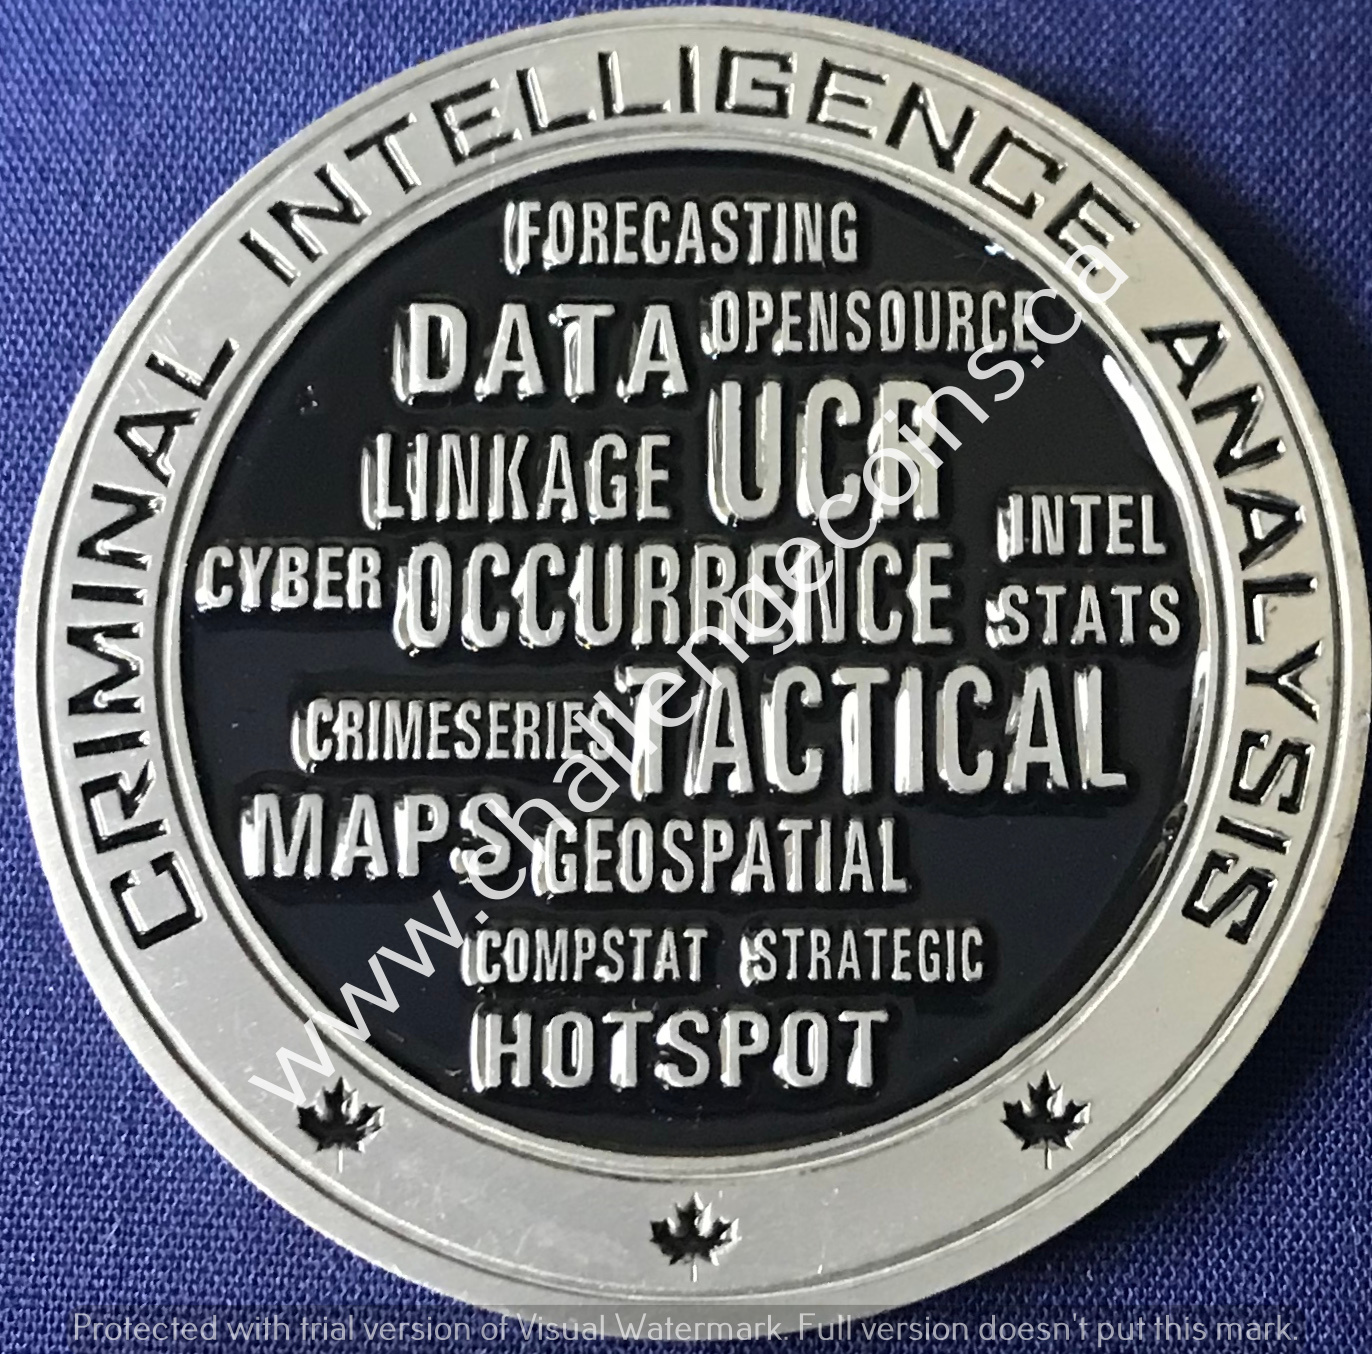 CRIMINAL INTELLIGENCE ANALYSIS
FORECASTING
DATA OPENSOURCE
LINKAGE UCR
INTEL
CYBER OCCURRENCE STATS
CRIMESERIES TACTICAL
MAPS GEOSPATIAL
COMPSTAT STRATEGIC
HOTSPOT
www.challengecoins.ca
Protected with trial version of Visual Watermark. Full version doesn't put this mark.